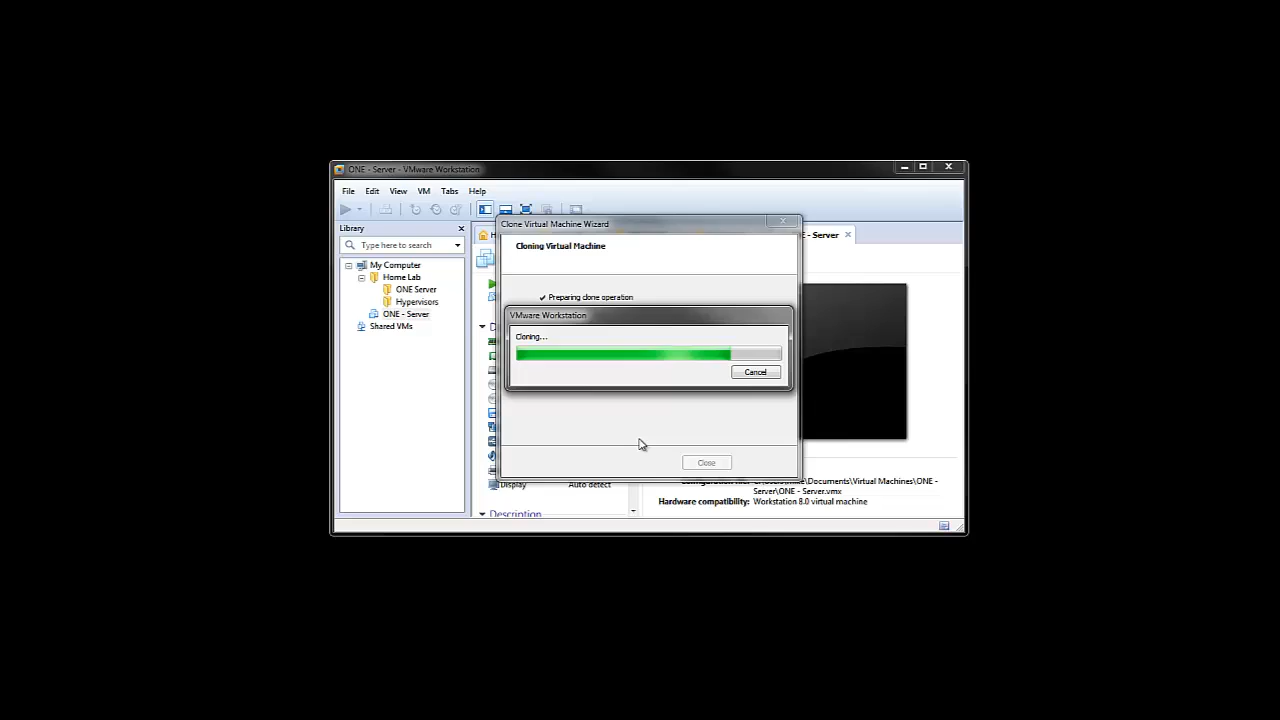 ONE - Server - VMware Workstation
File Edit View VM Tabs Help
Library
Type here to search
My Computer
Home Lab
ONE Server
Hypervisors
ONE - Server
Shared VMs
Clone Virtual Machine Wizard
Cloning Virtual Machine
Preparing clone operation
VMware Workstation
Cloning...
Cancel
Close
- Server
Display Auto detect
Description
\Documents\Virtual Machines\ONE -
Server\ONE - Server.vmx
Hardware compatibility: Workstation 8.0 virtual machine